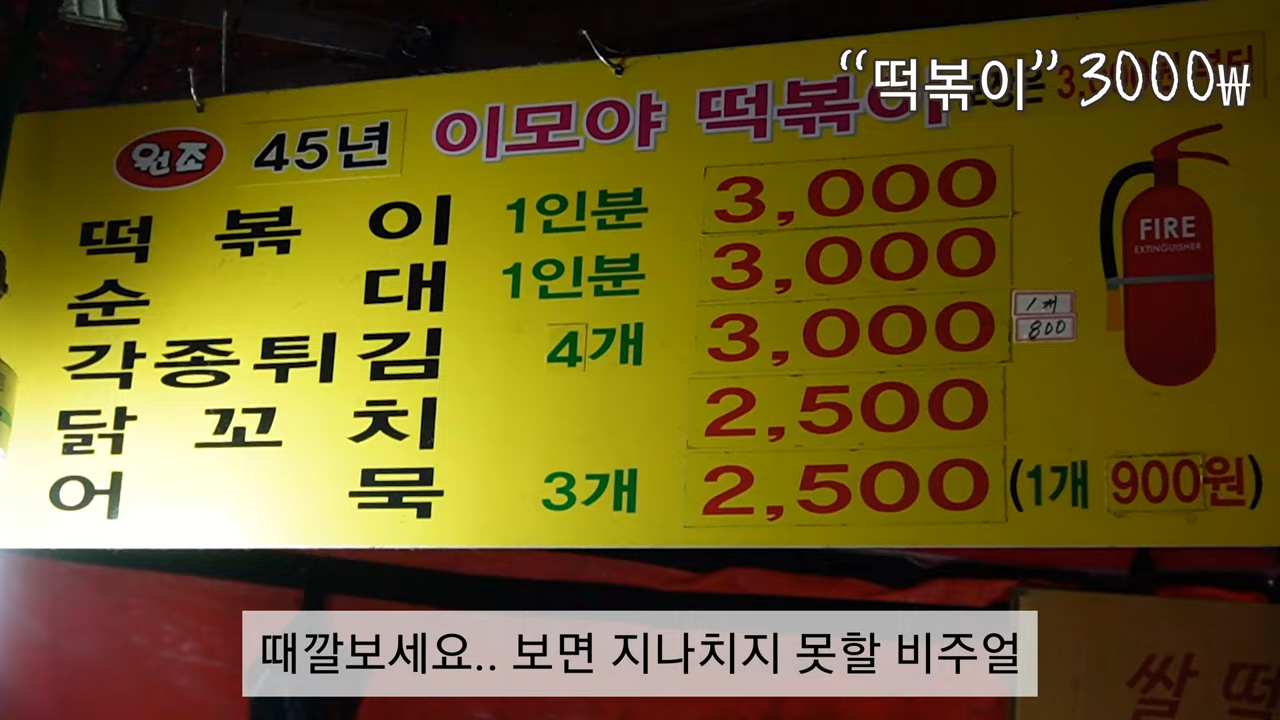 “떡볶이” 3000₩
원조 45년 이모야 떡볶이
떡볶이 1인분 3,000
순대 1인분 3,000
각종튀김 4개 3,000 1개 800
닭꼬치 2,500
어묵 3개 2,500 (1개 900원)
FIRE
EXTINGUISHER
때깔보세요.. 보면 지나치지 못할 비주얼
쌀 떡